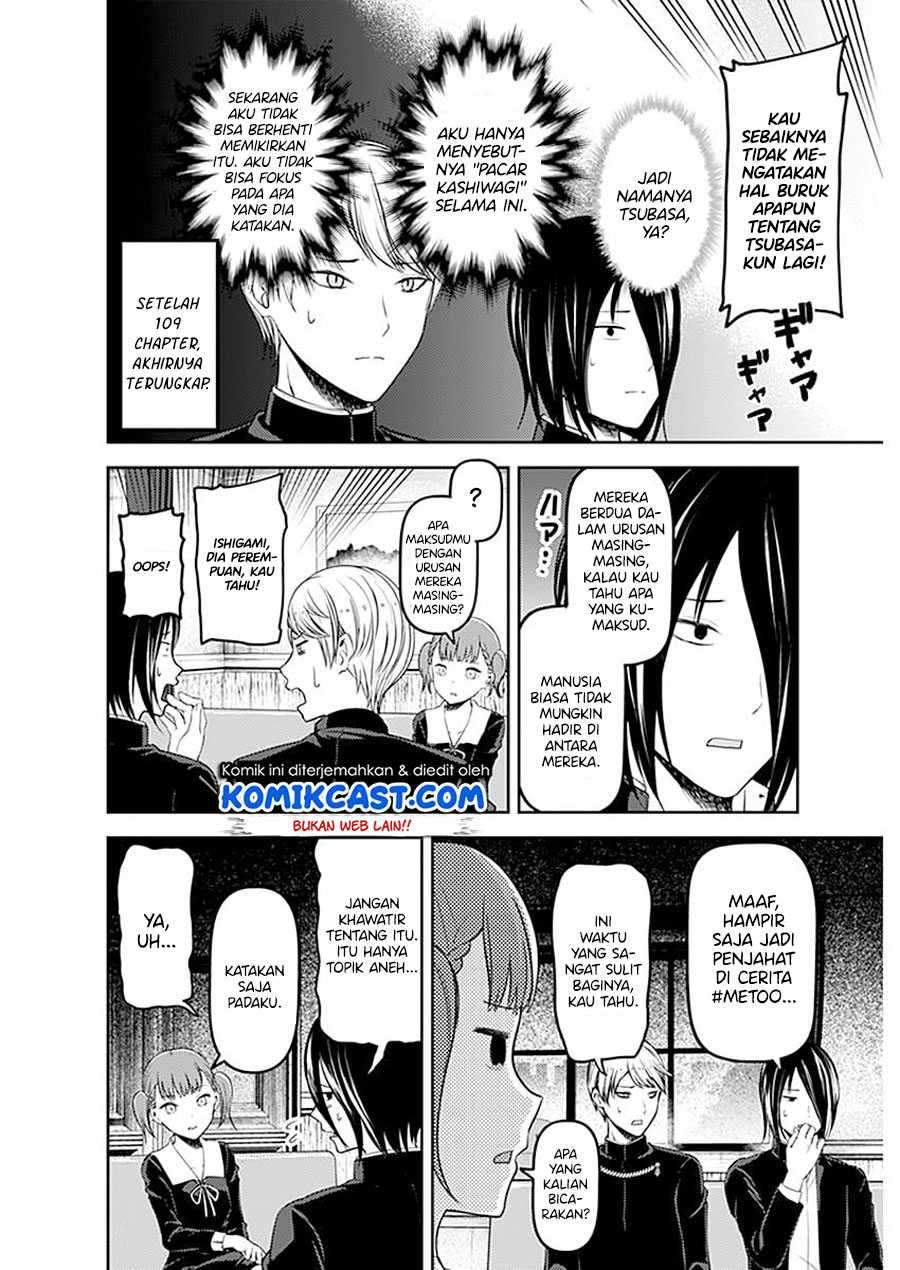 KAU
SEBAIKNYA
TIDAK ME-
NGATAKAN
HAL BURUK
APAPUN
TENTANG
TSUBASA-
KUN LAGI!
ギャア
ギャア
JADI
NAMANYA
TSUBASA,
YA?
AKU HANYA
MENYEBUT-
NYA "PACAR
KASHIWAGI"
SELAMA INI.
SEKARANG
AKU TIDAK
BISA BERHENTI
MEMIKIRKAN
ITU. AKU TIDAK
BISA FOKUS
PADA APA
YANG DIA
KATAKAN.
SETELAH
109
CHAPTER,
AKHIRNYA
TERUNGKAP.
MEREKA
BERDUA DA-
LAM URUSAN
MASING-
MASING,
KALAU KAU
TAHU APA
YANG KU-
MAKSUD.
ハァ…
MANUSIA
BIASA TIDAK
MUNGKIN
HADIR DI
ANTARA
MEREKA.
?
APA
MAKSUDMU
DENGAN
URUSAN
MEREKA
MASING-
MASING?
ISHIGAMI,
DIA PEREM-
PUAN, KAU
TAHU!
OOPS!
Komik ini diterjemahkan & diedit oleh
KOMIKCAST.COM
BUKAN WEB LAIN!!
MAAF,
HAMPIR
SAJA JADI
PENJAHAT
DI CERITA
#METOO...
INI
WAKTU
YANG SA-
NGAT SULIT
BAGINYA,
KAU TAHU.
APA
YANG
KALIAN
BICA-
RAKAN?
JANGAN
KHAWATIR
TENTANG ITU.
ITU HANYA
TOPIK ANEH...
KATAKAN
SAJA
PADAKU.
YA,
UH...